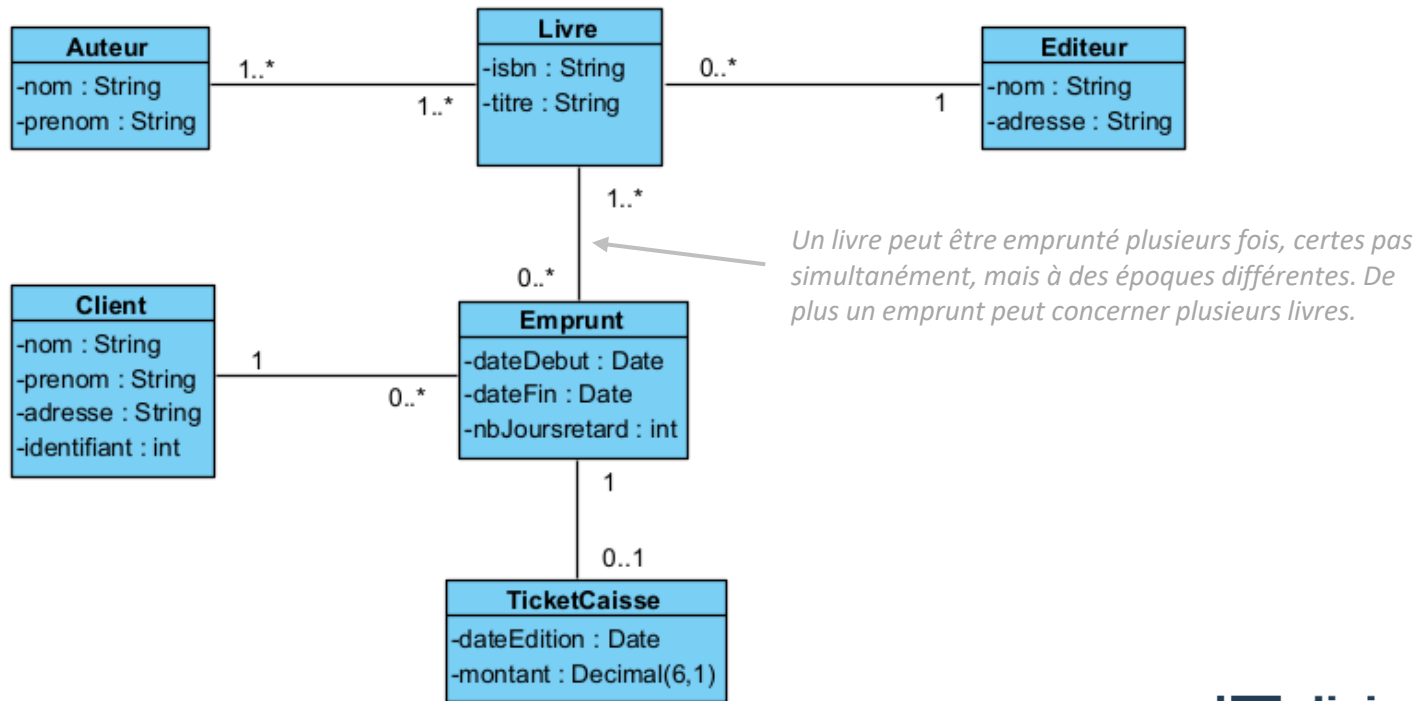 Livre
-isbn : String
-titre : String
Auteur
-nom : String
-prenom : String
1..*
1..*
0..*
1
Editeur
-nom : String
-adresse : String
1..*
0..*
Un livre peut être emprunté plusieurs fois, certes pas
simultanément, mais à des époques différentes. De
plus un emprunt peut concerner plusieurs livres.
Client
-nom : String
-prenom : String
-adresse : String
-identifiant : int
1
0..*
Emprunt
-dateDebut : Date
-dateFin : Date
-nbJoursretard : int
1
0..1
TicketCaisse
-dateEdition : Date
-montant : Decimal(6,1)